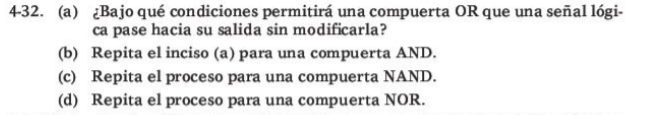 4-32. (a) ¿Bajo qué condiciones permitirá una compuerta OR que una señal lógi-
ca pase hacia su salida sin modificarla?
(b) Repita el inciso (a) para una compuerta AND.
(c) Repita el proceso para una compuerta NAND.
(d) Repita el proceso para una compuerta NOR.